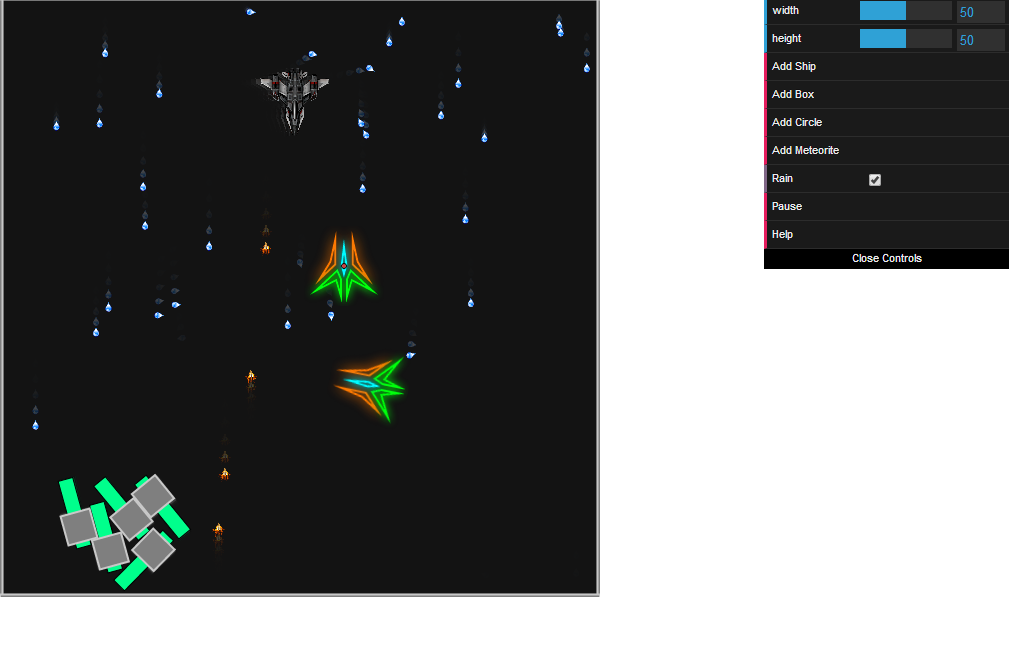 width 50
height 50
Add Ship
Add Box
Add Circle
Add Meteorite
Rain
Pause
Help
Close Controls